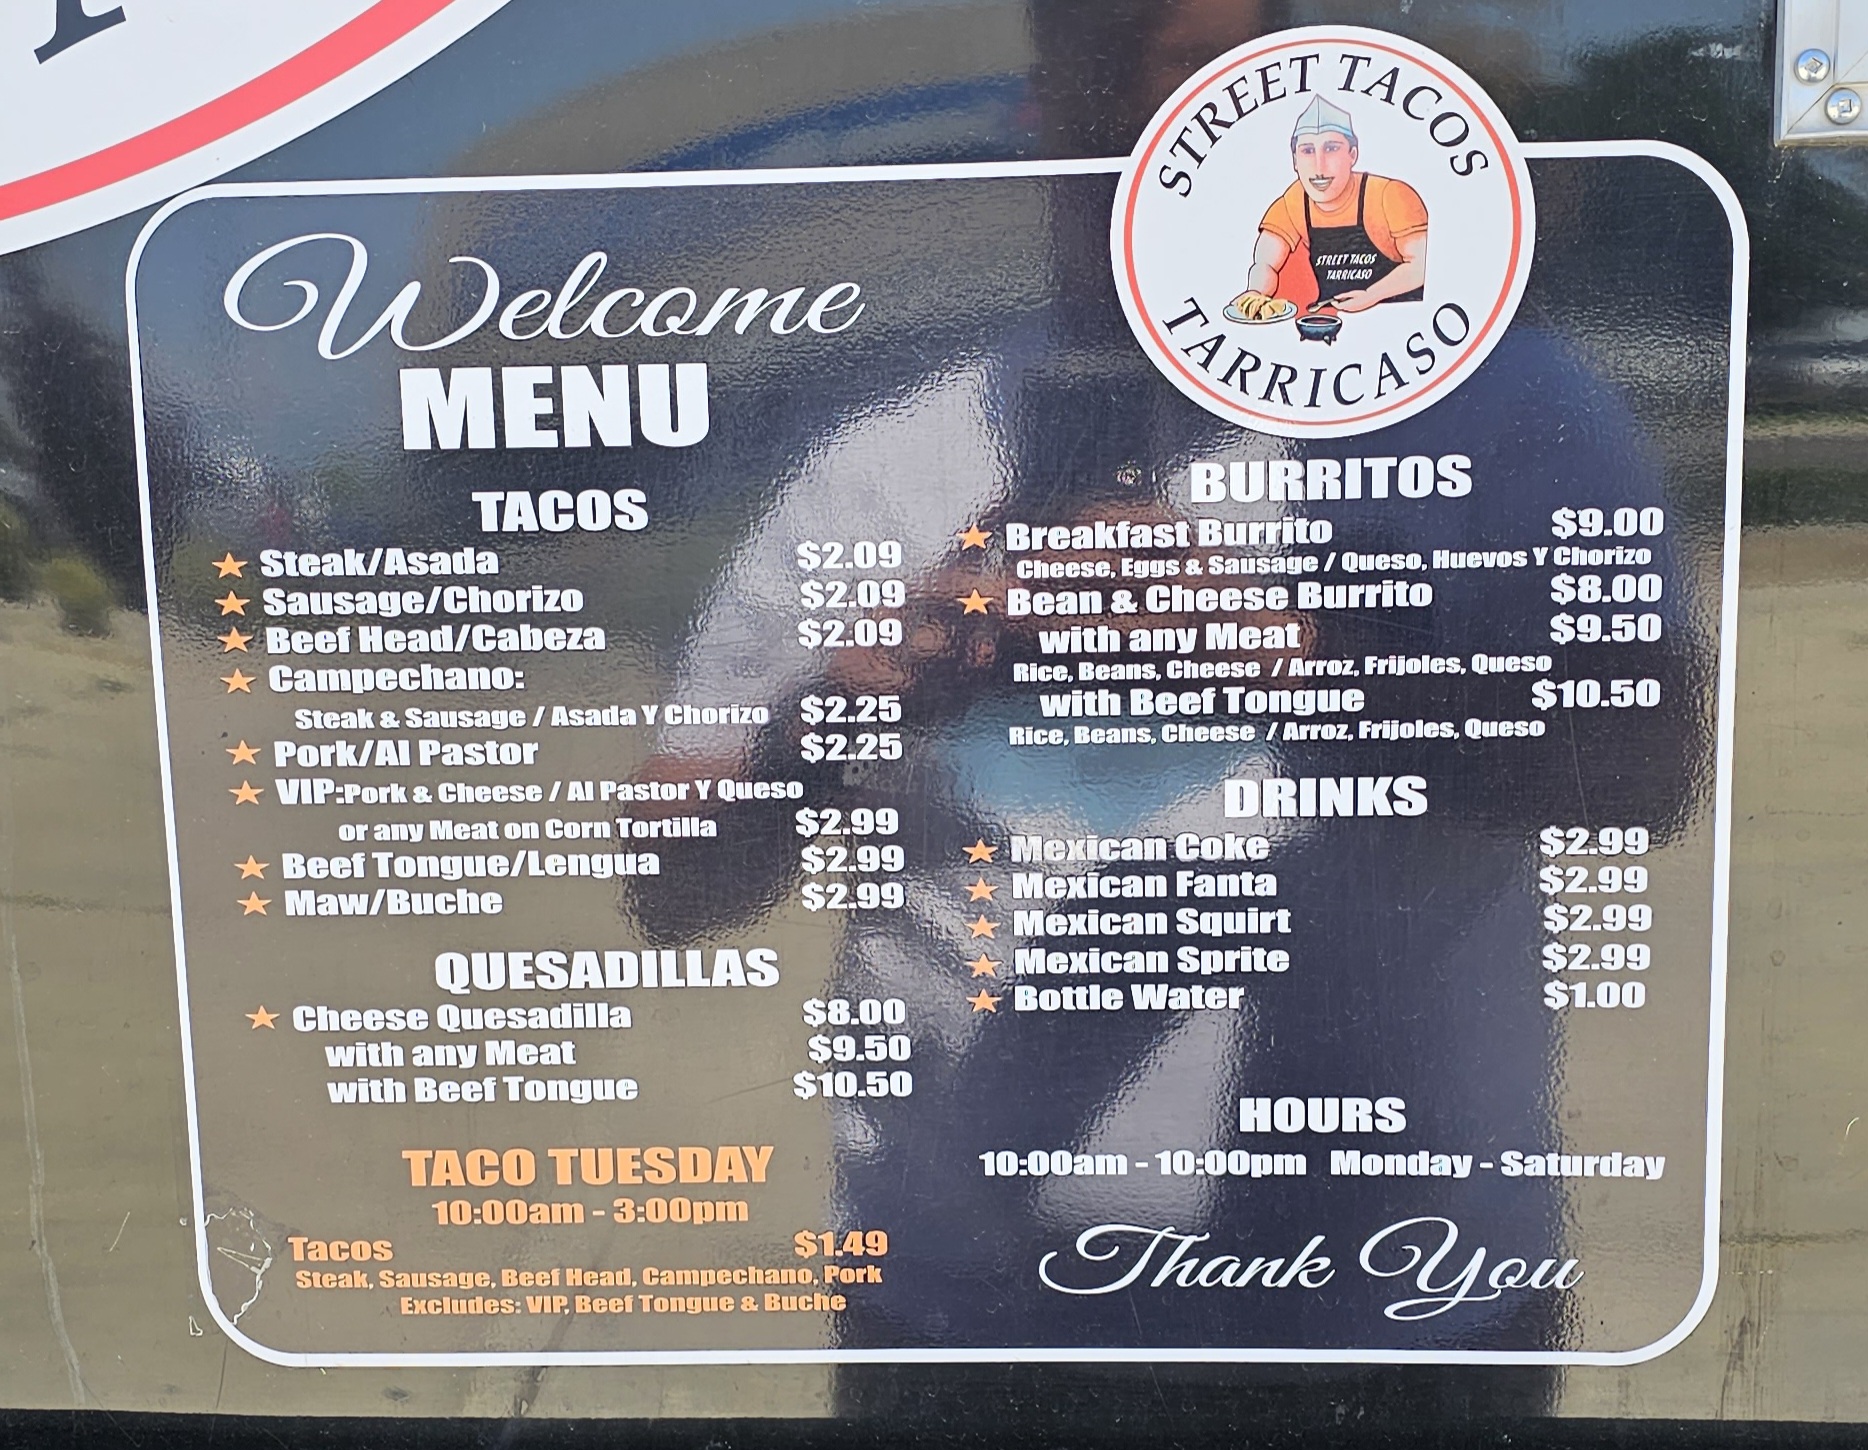 STREET TACOS
STREET TACOS
TARRICASO
TARRICASO
Welcome
MENU
TACOS
Steak/Asada $2.09
Sausage/Chorizo $2.09
Beef Head/Cabeza $2.09
Campechano:
Steak & Sausage / Asada Y Chorizo $2.25
Pork/Al Pastor $2.25
VIP:Pork & Cheese / Al Pastor Y Queso
or any Meat on Corn Tortilla $2.99
Beef Tongue/Lengua $2.99
Maw/Buche $2.99
QUESADILLAS
Cheese Quesadilla $8.00
with any Meat $9.50
with Beef Tongue $10.50
TACO TUESDAY
10:00am - 3:00pm
Tacos $1.49
Steak, Sausage, Beef Head, Campechano, Pork
Excludes: VIP, Beef Tongue & Buche
BURRITOS
Breakfast Burrito $9.00
Cheese, Eggs & Sausage / Queso, Huevos Y Chorizo
Bean & Cheese Burrito $8.00
with any Meat $9.50
Rice, Beans, Cheese / Arroz, Frijoles, Queso
with Beef Tongue $10.50
Rice, Beans, Cheese / Arroz, Frijoles, Queso
DRINKS
Mexican Coke $2.99
Mexican Fanta $2.99
Mexican Squirt $2.99
Mexican Sprite $2.99
Bottle Water $1.00
HOURS
10:00am - 10:00pm Monday - Saturday
Thank You